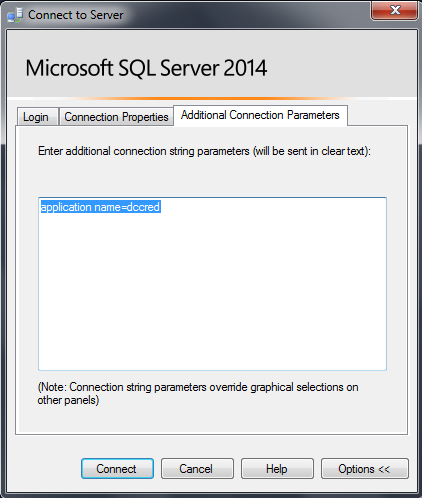 Connect to Server
Microsoft SQL Server 2014
Login Connection Properties Additional Connection Parameters
Enter additional connection string parameters (will be sent in clear text):
application name=dccred
(Note: Connection string parameters override graphical selections on
other panels)
Connect Cancel Help Options <<